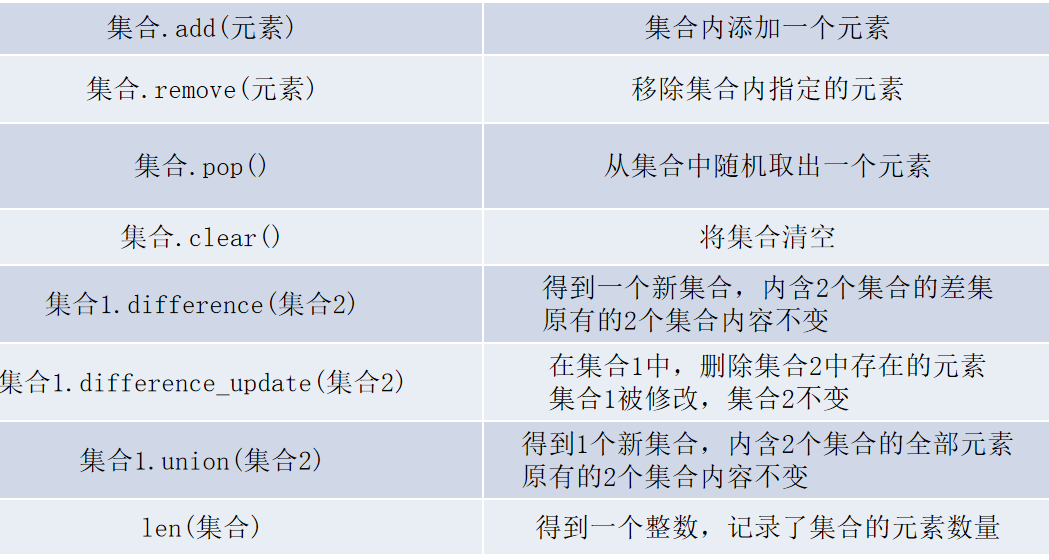 集合.add(元素)
集合内添加一个元素
集合.remove(元素)
移除集合内指定的元素
集合.pop()
从集合中随机取出一个元素
集合.clear()
将集合清空
集合1.difference(集合2)
得到一个新集合，内含2个集合的差集
原有的2个集合内容不变
集合1.difference_update(集合2)
在集合1中，删除集合2中存在的元素
集合1被修改，集合2不变
集合1.union(集合2)
得到1个新集合，内含2个集合的全部元素
原有的2个集合内容不变
len(集合)
得到一个整数，记录了集合的元素数量